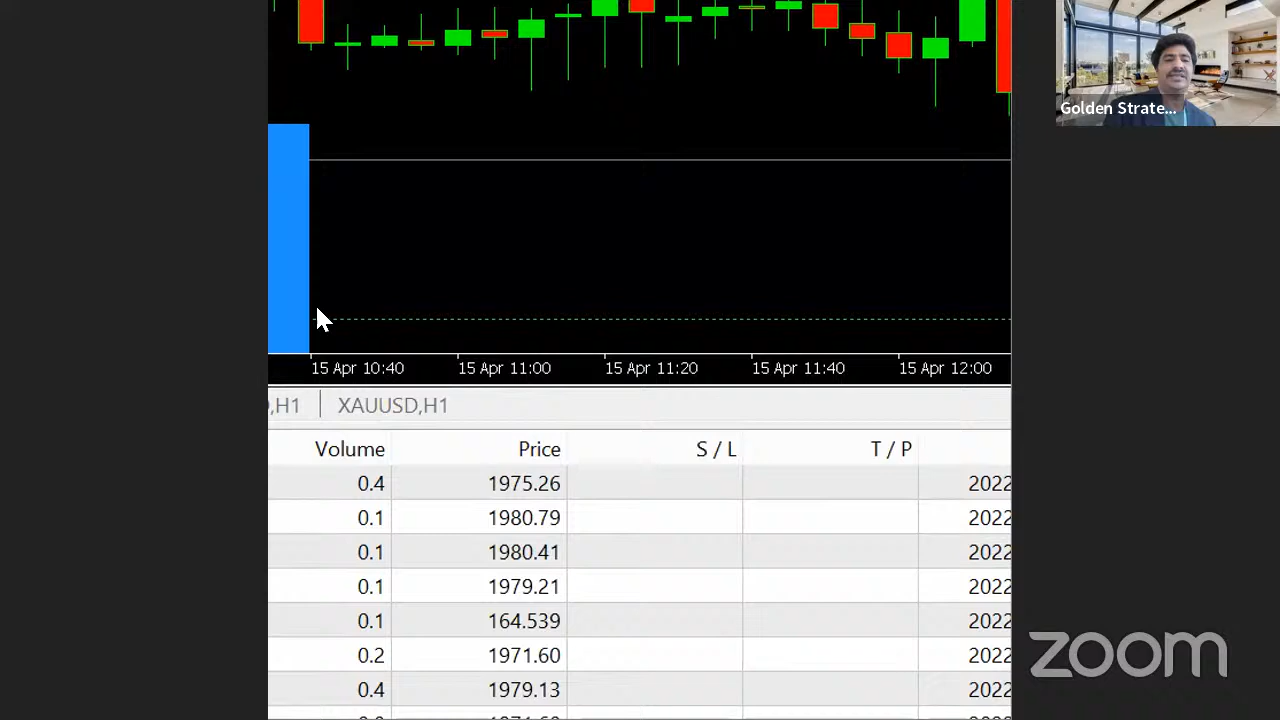 Golden Strate...
15 Apr 10:40 15 Apr 11:00 15 Apr 11:20 15 Apr 11:40 15 Apr 12:00
,H1 XAUUSD,H1
Volume Price S / L T / P
0.4 1975.26 2022
0.1 1980.79 2022
0.1 1980.41 2022
0.1 1979.21 2022
0.1 164.539 2022
0.2 1971.60 2022
0.4 1979.13 2022
zoom